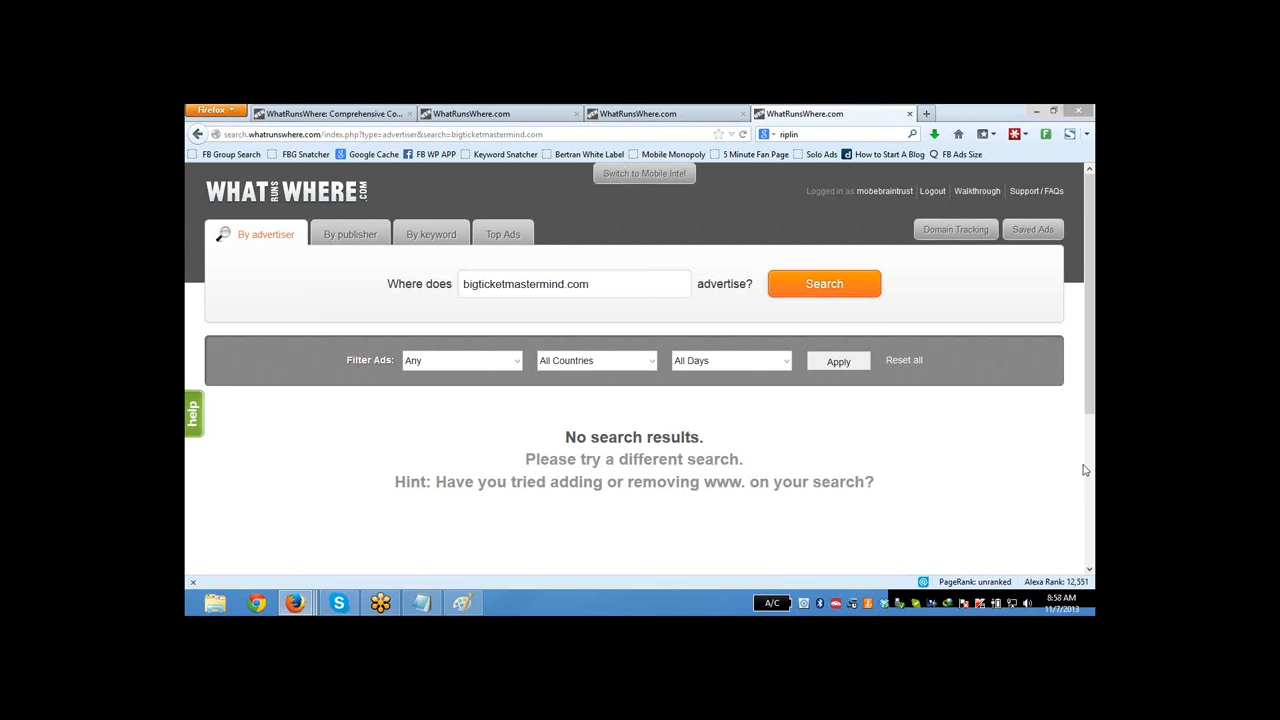 Firefox
WhatRunsWhere: Comprehensive Co...
WhatRunsWhere.com
WhatRunsWhere.com
WhatRunsWhere.com
search.whatrunswhere.com/index.php?type=advertiser&search=bigticketmastermind.com
riplin
FB Group Search
FBG Snatcher
Google Cache
FB WP APP
Keyword Snatcher
Bertran White Label
Mobile Monopoly
5 Minute Fan Page
Solo Ads
How to Start A Blog
FB Ads Size
Switch to Mobile Intel
WHAT RUNS WHERE.COM
Logged in as mobebraintrust
Logout
Walkthrough
Support / FAQs
By advertiser
By publisher
By keyword
Top Ads
Domain Tracking
Saved Ads
Where does bigticketmastermind.com advertise? Search
Filter Ads: Any All Countries All Days Apply Reset all
help
No search results.
Please try a different search.
Hint: Have you tried adding or removing www. on your search?
PageRank: unranked
Alexa Rank: 12,551
A/C
8:58 AM
11/7/2013